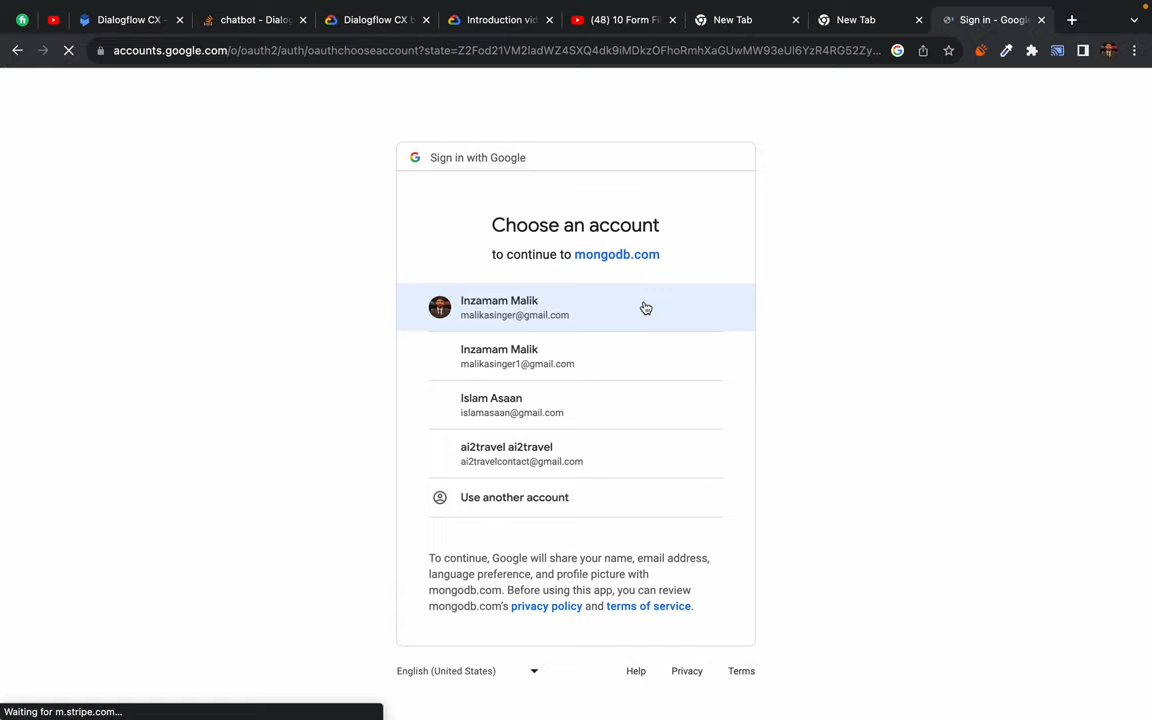 Dialogflow CX -
chatbot - Dialog
Dialogflow CX b
Introduction vid
(48) 10 Form Fi
New Tab
New Tab
Sign in - Google
accounts.google.com/o/oauth2/auth/oauthchooseaccount?state=Z2Fod21VM2ladWZ4SXQ4dk9iMDkzOFhoRmhXaGUwMW93eUl6YzR4RG52Zy...
Sign in with Google
Choose an account
to continue to mongodb.com
Inzamam Malik
malikasinger@gmail.com
Inzamam Malik
malikasinger1@gmail.com
Islam Asaan
islamasaan@gmail.com
ai2travel ai2travel
ai2travelcontact@gmail.com
Use another account
To continue, Google will share your name, email address,
language preference, and profile picture with
mongodb.com. Before using this app, you can review
mongodb.com's privacy policy and terms of service.
English (United States)
Help
Privacy
Terms
Waiting for m.stripe.com...